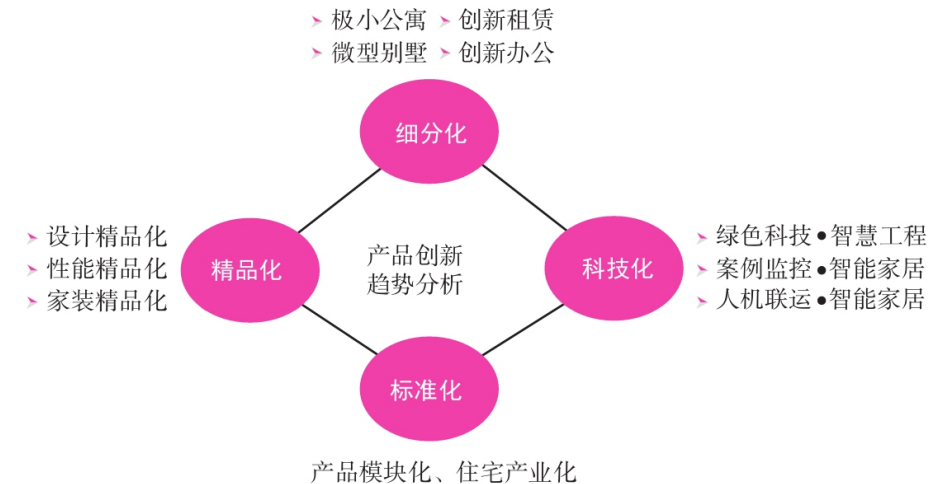 极小公寓 创新租赁
微型别墅 创新办公
细分化
设计精品化
性能精品化
家装精品化
精品化
产品创新
趋势分析
科技化
绿色科技●智慧工程
案例监控●智能家居
人机联运●智能家居
标准化
产品模块化、住宅产业化